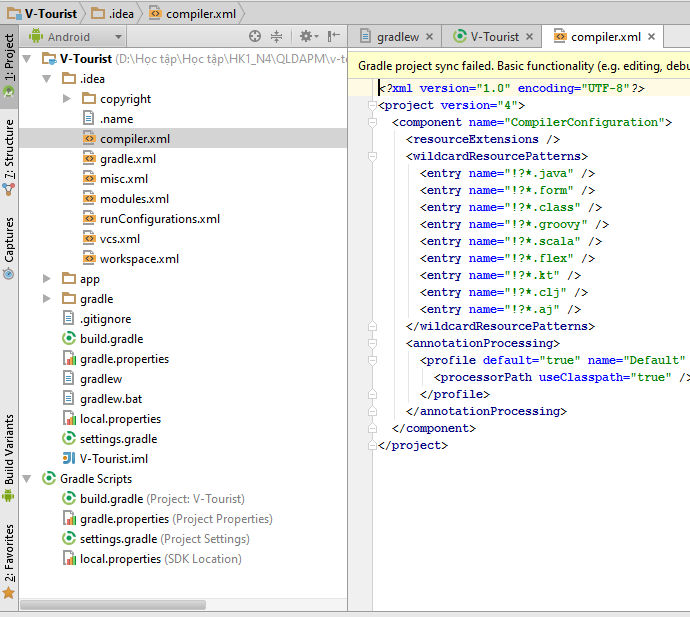 V-Tourist .idea compiler.xml
Android
gradlew V-Tourist compiler.xml
1: Project
7: Structure
Captures
Build Variants
2: Favorites
V-Tourist (D:\Học tập\Học tập\HK1_N4\QLDAPM\v-to
.idea
copyright
.name
compiler.xml
gradle.xml
misc.xml
modules.xml
runConfigurations.xml
vcs.xml
workspace.xml
app
gradle
.gitignore
build.gradle
gradle.properties
gradlew
gradlew.bat
local.properties
settings.gradle
V-Tourist.iml
Gradle Scripts
build.gradle (Project: V-Tourist)
gradle.properties (Project Properties)
settings.gradle (Project Settings)
local.properties (SDK Location)
Gradle project sync failed. Basic functionality (e.g. editing, debu
<?xml version="1.0" encoding="UTF-8"?>
<project version="4">
<component name="CompilerConfiguration">
<resourceExtensions />
<wildcardResourcePatterns>
<entry name="!?*.java" />
<entry name="!?*.form" />
<entry name="!?*.class" />
<entry name="!?*.groovy" />
<entry name="!?*.scala" />
<entry name="!?*.flex" />
<entry name="!?*.kt" />
<entry name="!?*.clj" />
<entry name="!?*.aj" />
</wildcardResourcePatterns>
<annotationProcessing>
<profile default="true" name="Default"
<processorPath useClasspath="true" />
</profile>
</annotationProcessing>
</component>
</project>